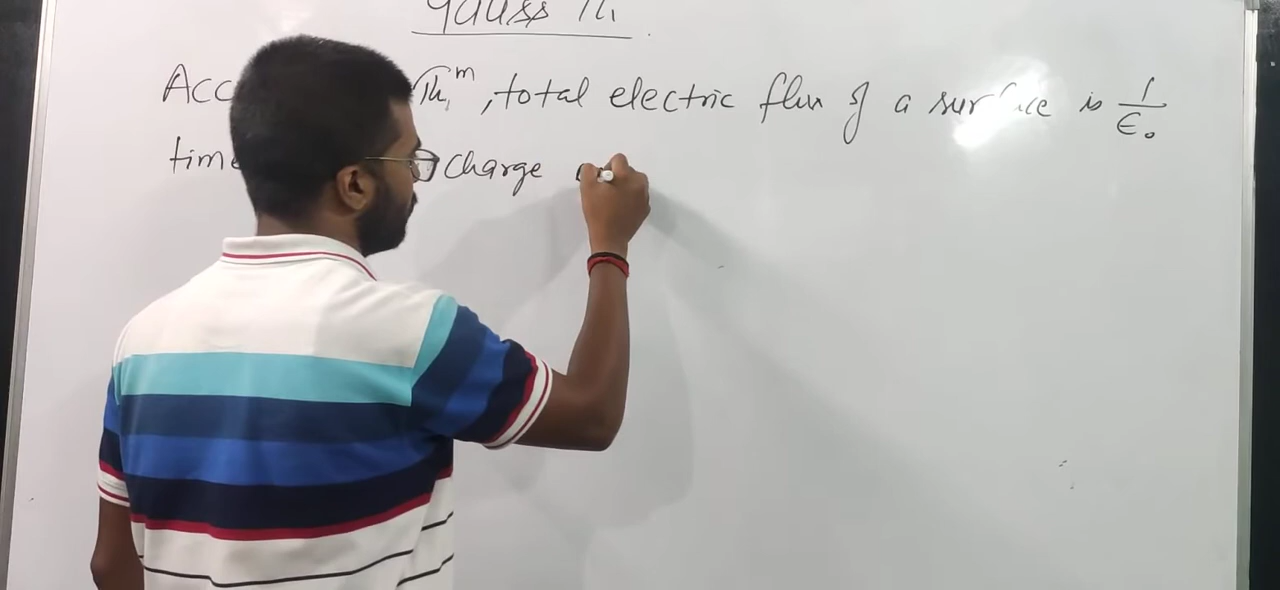 Gauss Th
Acc Th^m, total electric flux of a surface is 1/ε₀
time charge